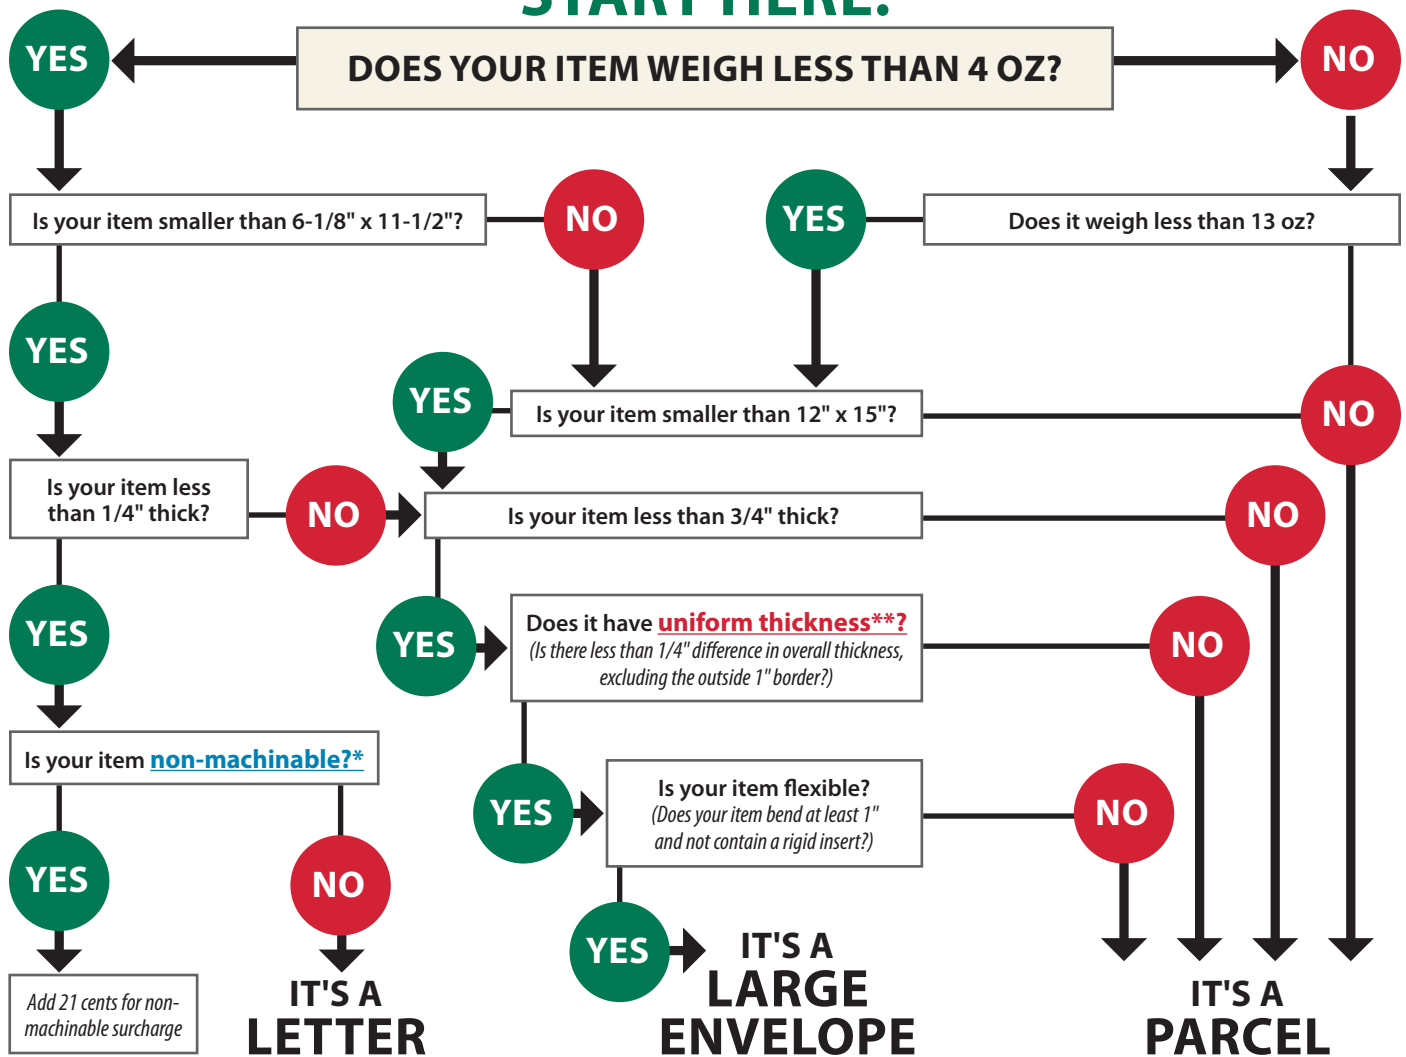 START HERE:
YES
DOES YOUR ITEM WEIGH LESS THAN 4 OZ?
NO
Is your item smaller than 6-1/8" x 11-1/2"?
NO
YES
Does it weigh less than 13 oz?
YES
YES
Is your item smaller than 12" x 15"?
NO
Is your item less
than 1/4" thick?
NO
Is your item less than 3/4" thick?
NO
YES
YES
Does it have uniform thickness**?
(Is there less than 1/4" difference in overall thickness,
excluding the outside 1" border?)
NO
Is your item non-machinable?*
YES
Is your item flexible?
(Does your item bend at least 1"
and not contain a rigid insert?)
NO
YES
NO
YES
Add 21 cents for non-
machinable surcharge
IT'S A
LETTER
IT'S A
LARGE
ENVELOPE
IT'S A
PARCEL